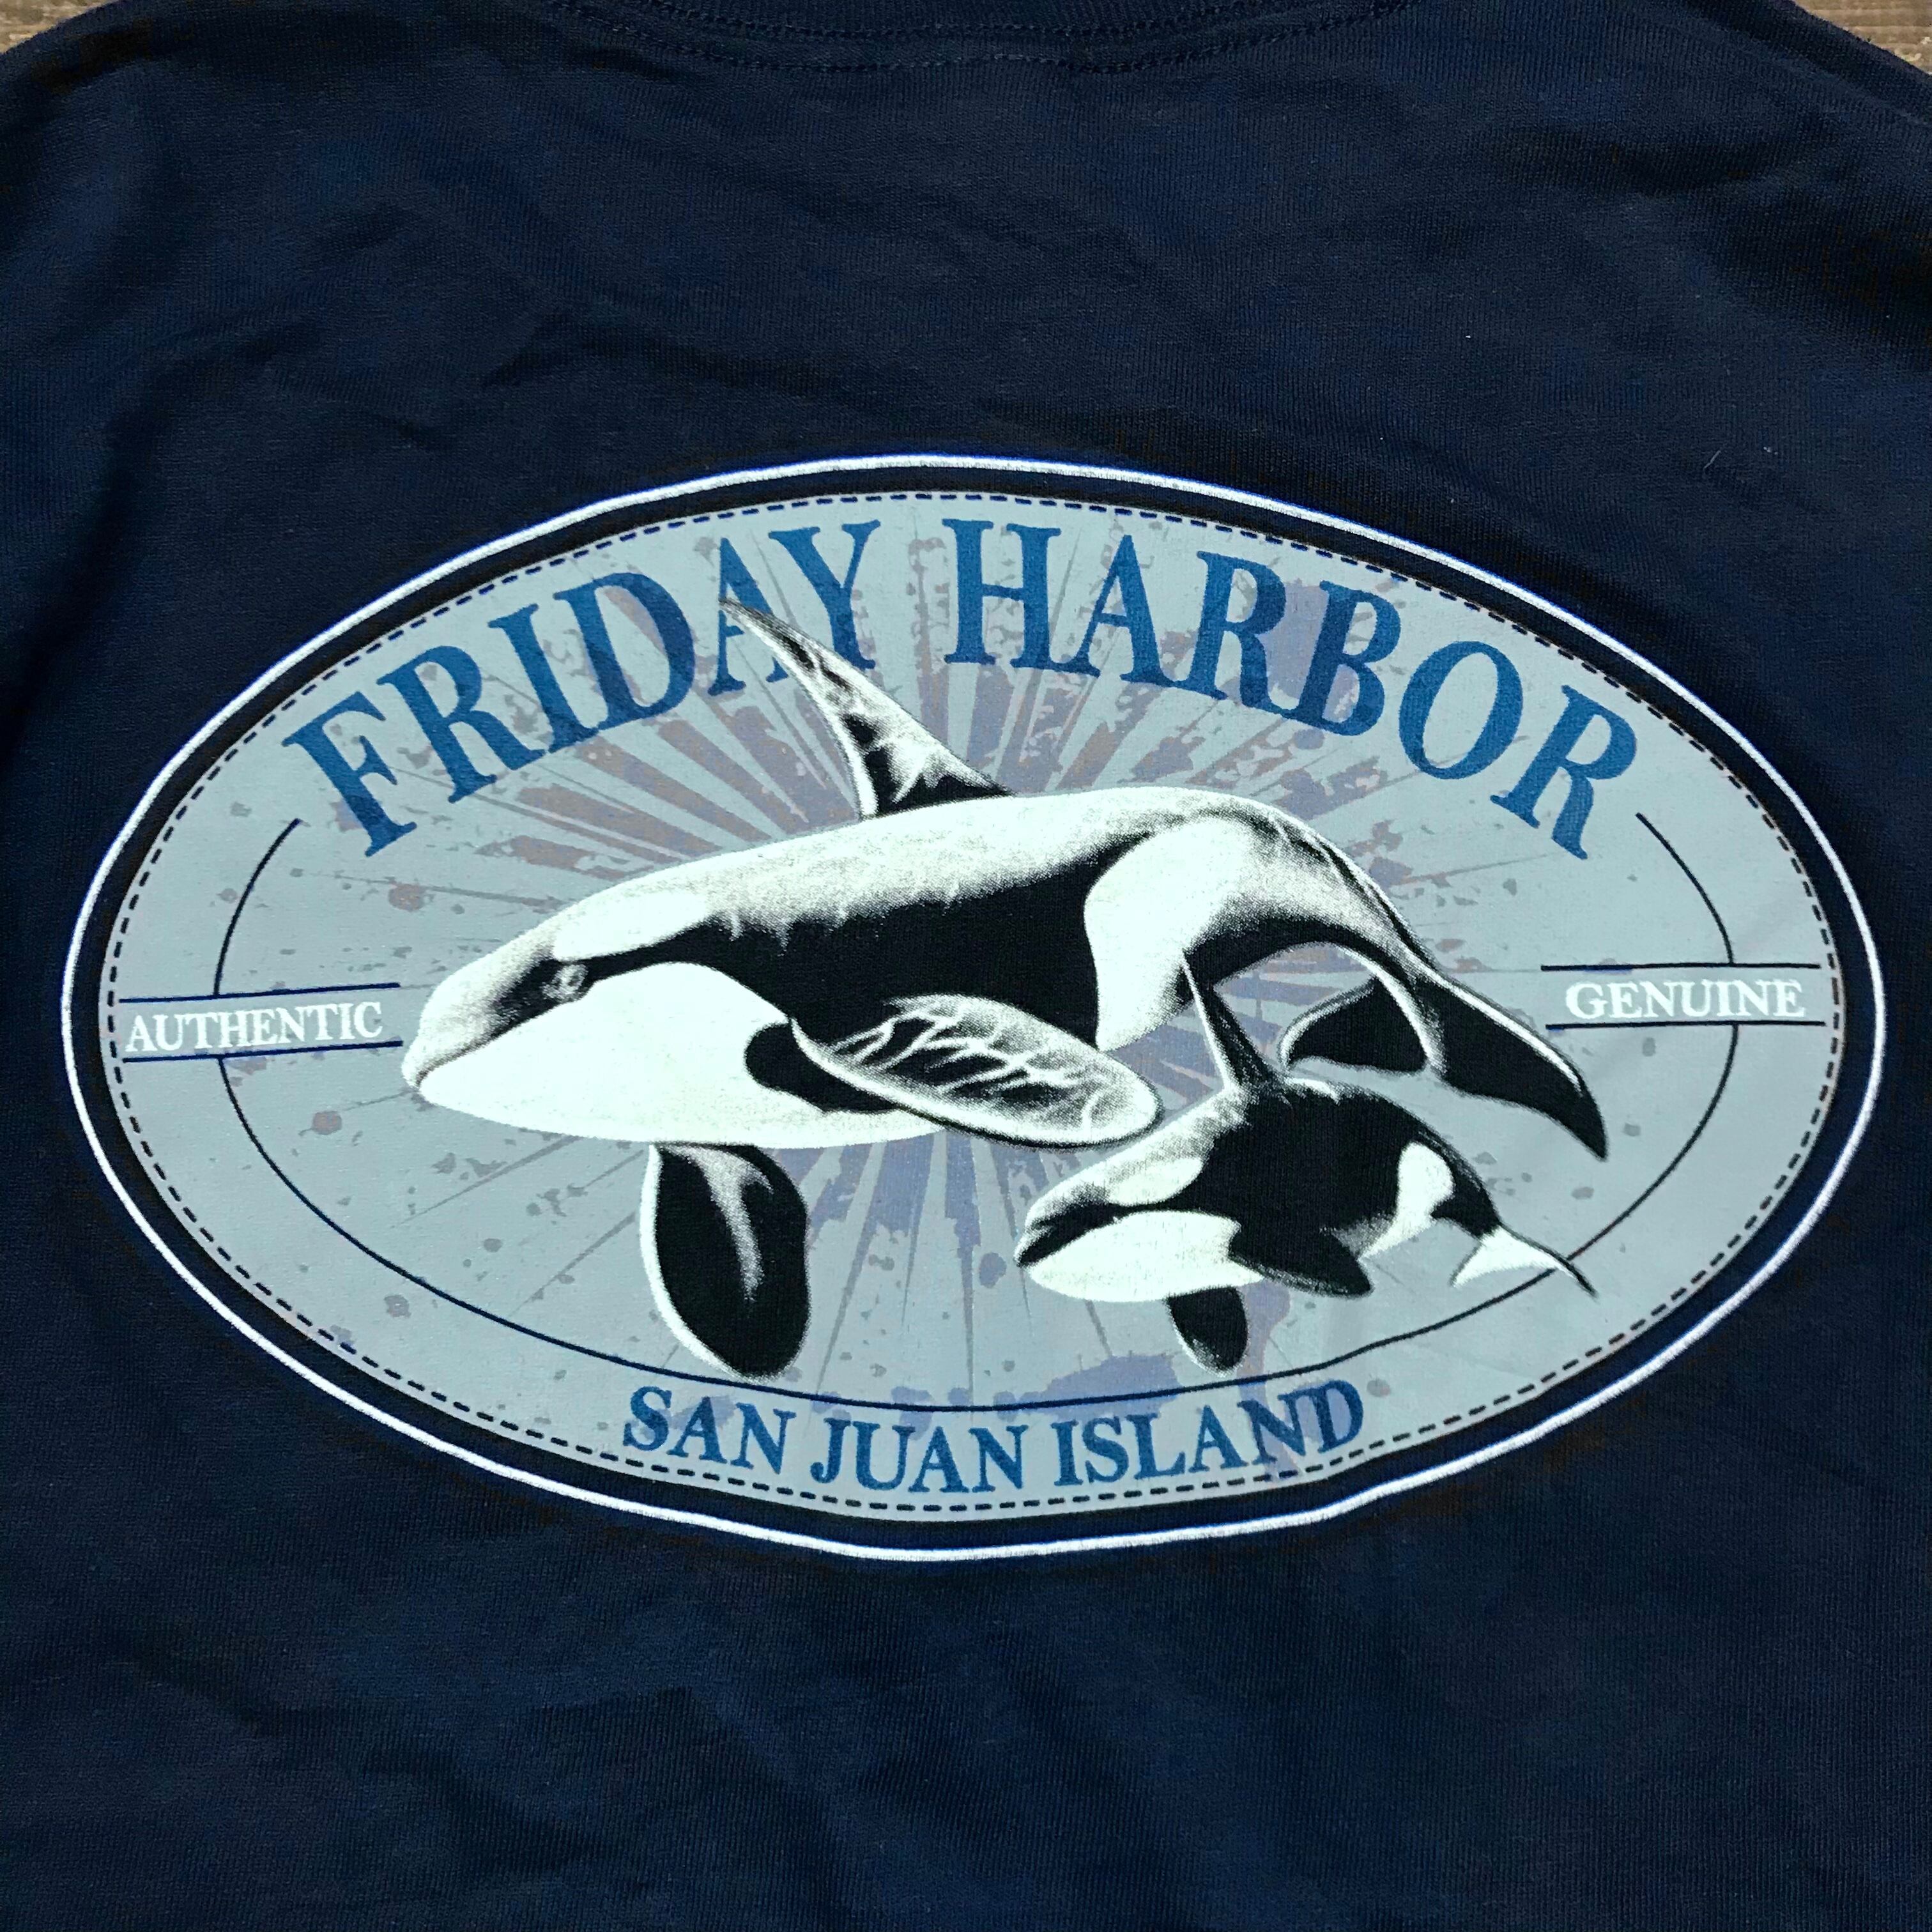 FRIDAY HARBOR
AUTHENTIC
GENUINE
SAN JUAN ISLAND